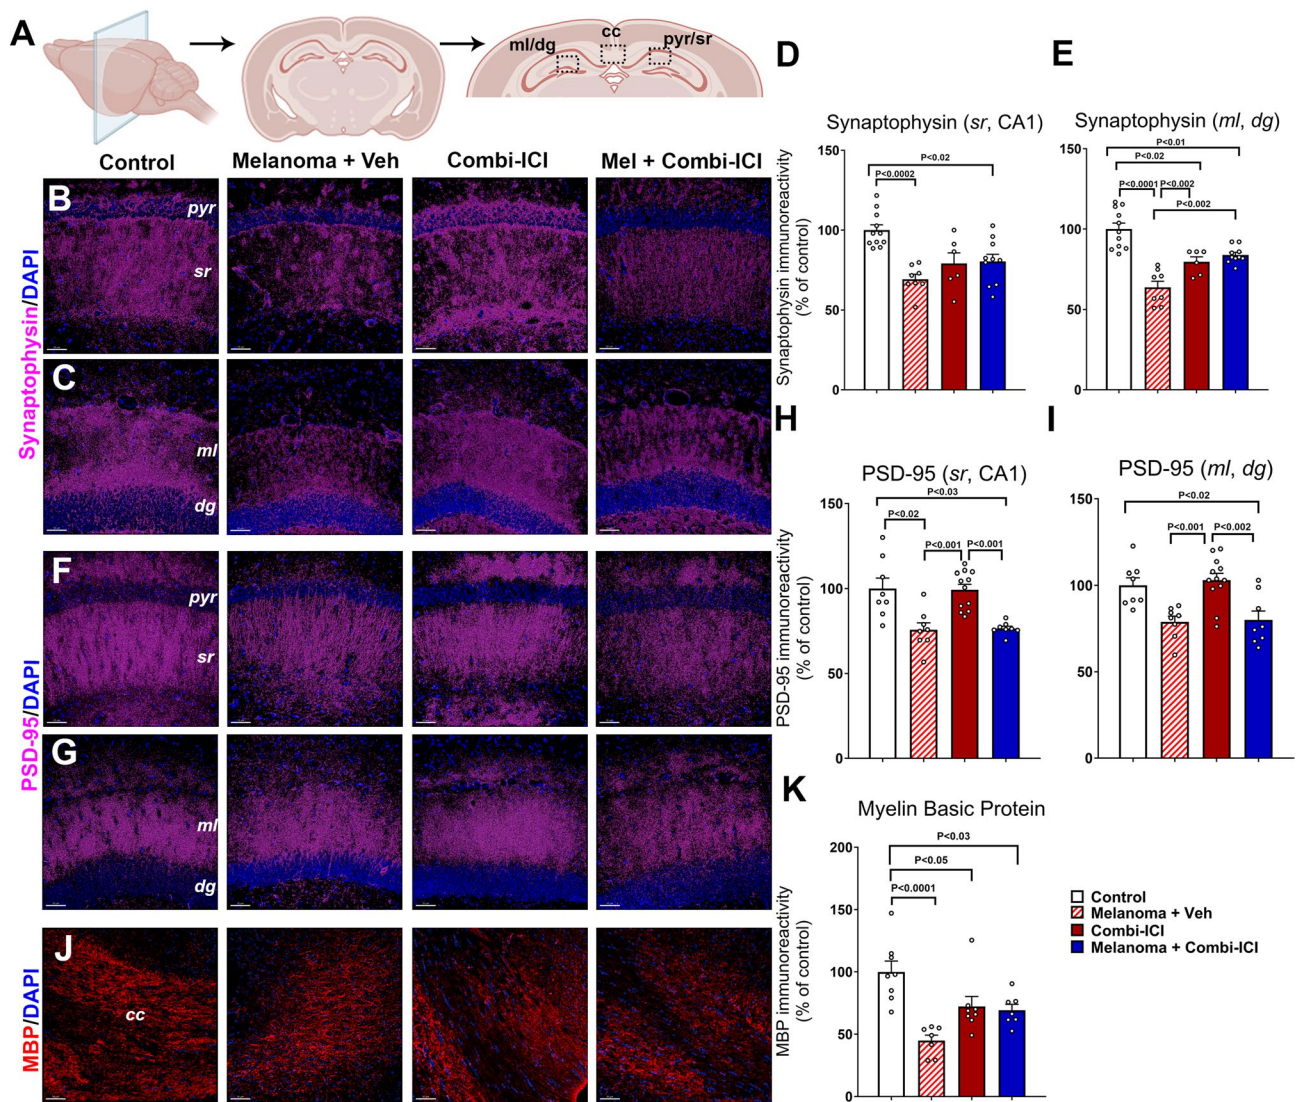 A
ml/dg
cc
pyr/sr
Control
Melanoma + Veh
Combi-ICI
Mel + Combi-ICI
Synaptophysin/DAPI
B
pyr
sr
C
ml
dg
PSD-95/DAPI
F
pyr
sr
G
ml
dg
MBP/DAPI
J
cc
D
Synaptophysin (sr, CA1)
Synaptophysin immunoreactivity
(% of control)
150
100
50
0
P<0.02
P<0.0002
E
Synaptophysin (ml, dg)
150
100
50
0
P<0.01
P<0.02
P<0.0001
P<0.002
P<0.002
H
PSD-95 (sr, CA1)
PSD-95 immunoreactivity
(% of control)
150
100
50
0
P<0.03
P<0.02
P<0.001
P<0.001
I
PSD-95 (ml, dg)
150
100
50
0
P<0.02
P<0.001
P<0.002
K
Myelin Basic Protein
MBP immunoreactivity
(% of control)
200
150
100
50
0
P<0.03
P<0.05
P<0.0001
Control
Melanoma + Veh
Combi-ICI
Melanoma + Combi-ICI